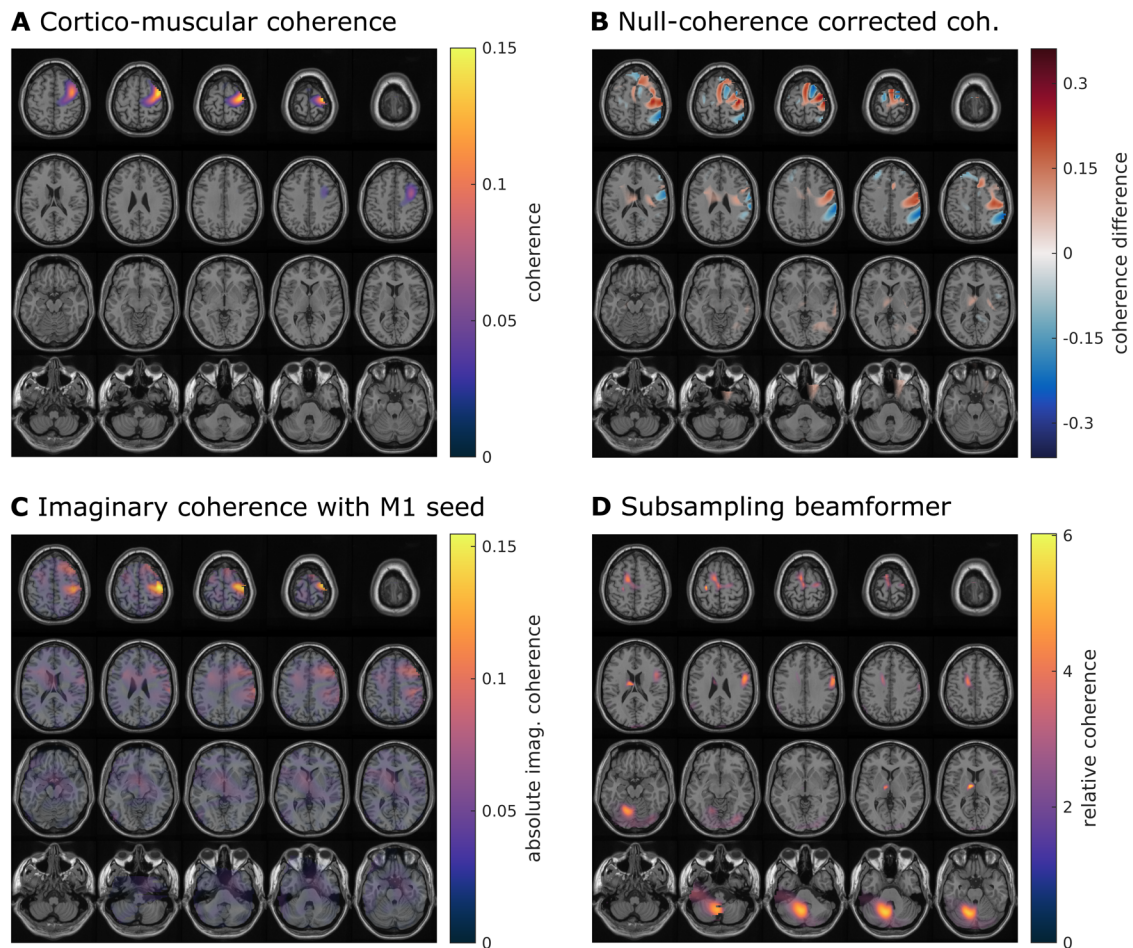 A Cortico-muscular coherence
0.15
0.1
0.05
0
coherence
B Null-coherence corrected coh.
0.3
0.15
0
-0.15
-0.3
coherence difference
C Imaginary coherence with M1 seed
0.15
0.1
0.05
0
absolute imag. coherence
D Subsampling beamformer
6
4
2
0
relative coherence